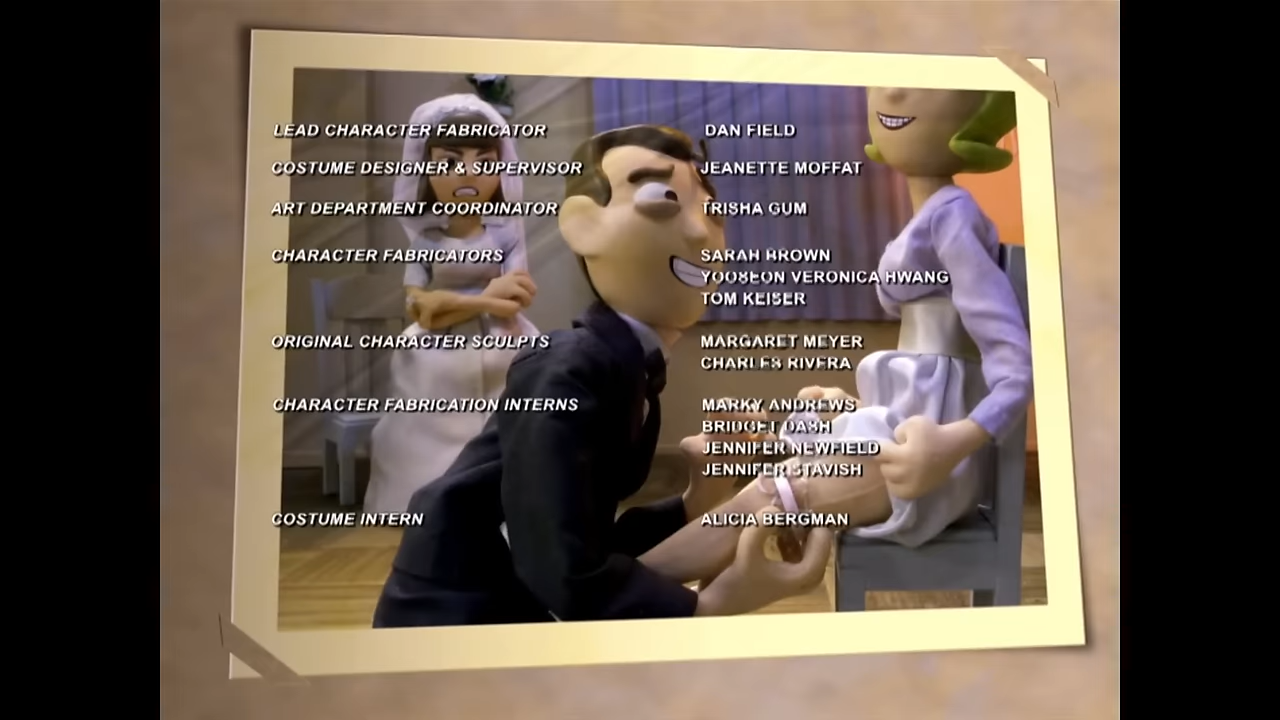 LEAD CHARACTER FABRICATOR DAN FIELD
COSTUME DESIGNER & SUPERVISOR JEANETTE MOFFAT
ART DEPARTMENT COORDINATOR TRISHA GUM
CHARACTER FABRICATORS SARAH BROWN
YOOSEON VERONICA HWANG
TOM KEISER
ORIGINAL CHARACTER SCULPTS MARGARET MEYER
CHARLES RIVERA
CHARACTER FABRICATION INTERNS MARKY ANDREWS
BRIDGET DASH
JENNIFER NEWFIELD
JENNIFER STAVISH
COSTUME INTERN ALICIA BERGMAN